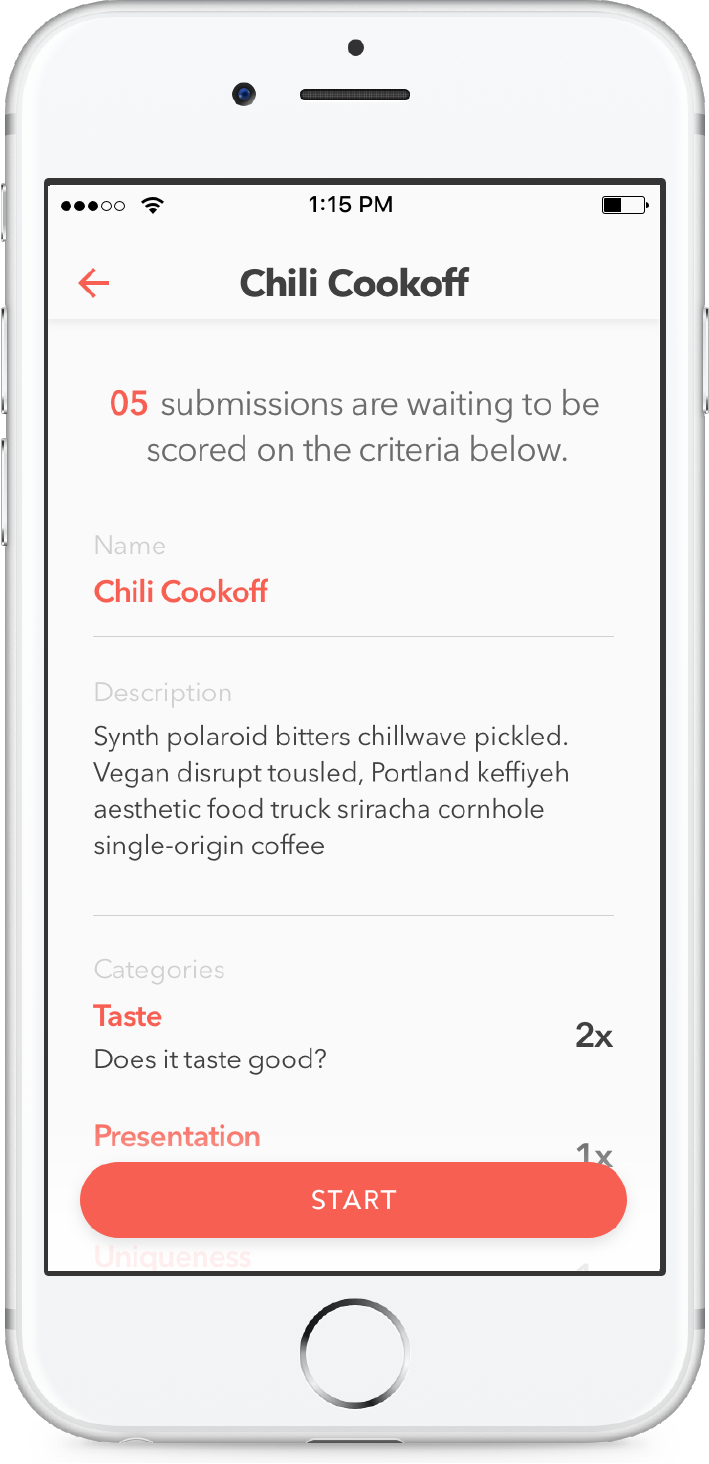 1:15 PM
Chili Cookoff
05 submissions are waiting to be
scored on the criteria below.
Name
Chili Cookoff
Description
Synth polaroid bitters chillwave pickled.
Vegan disrupt tousled, Portland keffiyeh
aesthetic food truck sriracha cornhole
single-origin coffee
Categories
Taste
2x
Does it taste good?
Presentation
1x
START
Uniqueness